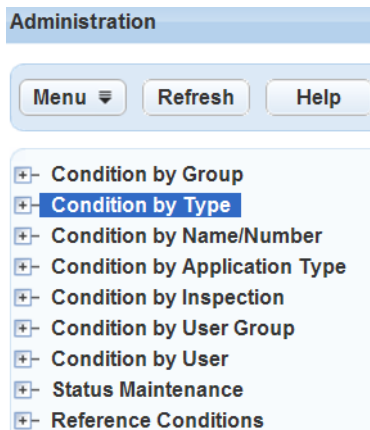 Administration
Menu Refresh Help
Condition by Group
Condition by Type
Condition by Name/Number
Condition by Application Type
Condition by Inspection
Condition by User Group
Condition by User
Status Maintenance
Reference Conditions